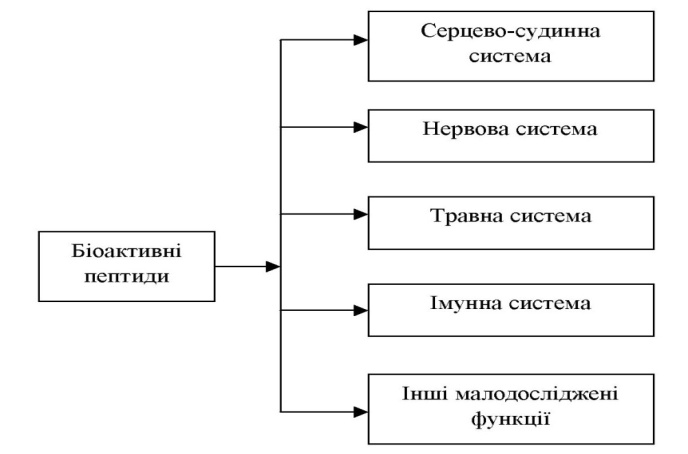 Серцево-судинна
система
Нервова система
Травна система
Біоактивні
пептиди
Імунна система
Інші малодосліджені
функції